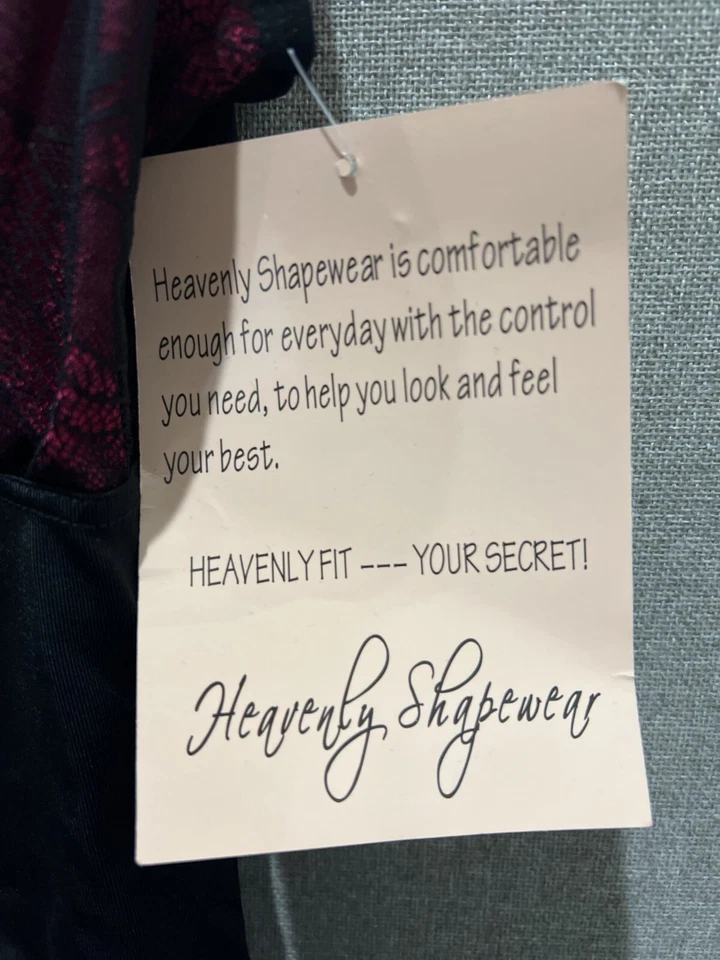 Heavenly Shapewear is comfortable
enough for everyday with the control
you need, to help you look and feel
your best.
HEAVENLY FIT --- YOUR SECRET!
Heavenly Shapewear